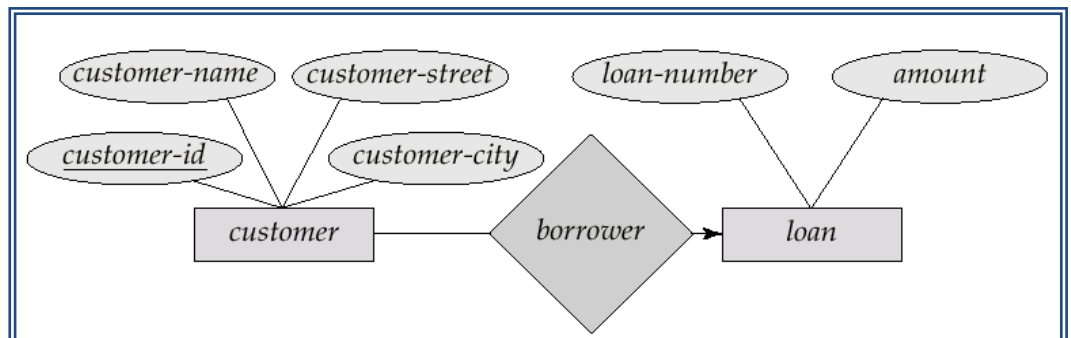 customer-name customer-street loan-number amount
customer-id customer-city
customer borrower loan